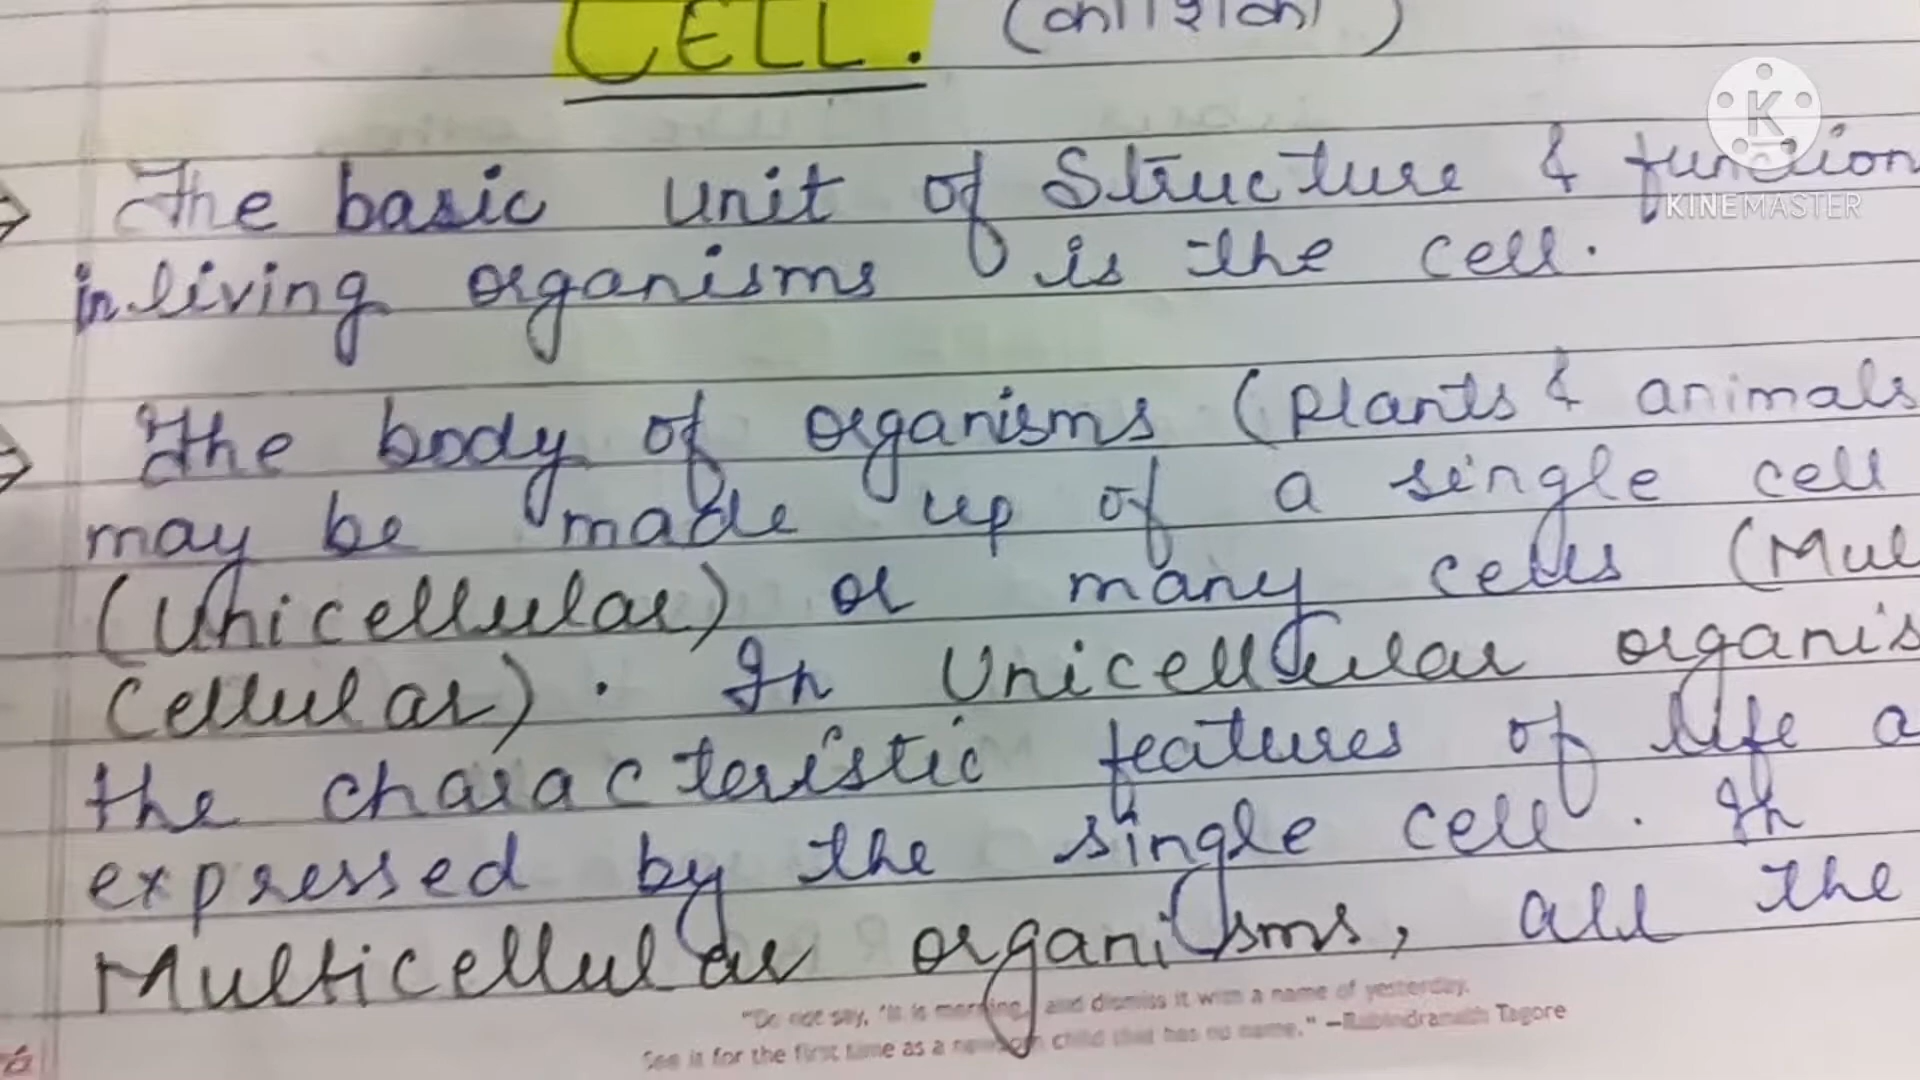 CELL. (कोशिका)
The basic unit of structure & function
in living organisms is the cell.
The body of organisms (plants & animals
may be made up of a single cell
(Unicellular) or many cells (Mul
cellular). In Unicellular organis
the characteristic features of life a
expressed by the single cell. In
Multicellular organisms, all the
"Do not say, 'It is morning,' and dismiss it with a name of yesterday.
See it for the first time as a newborn child that has no name." –Rabindranath Tagore
K
KINEMASTER